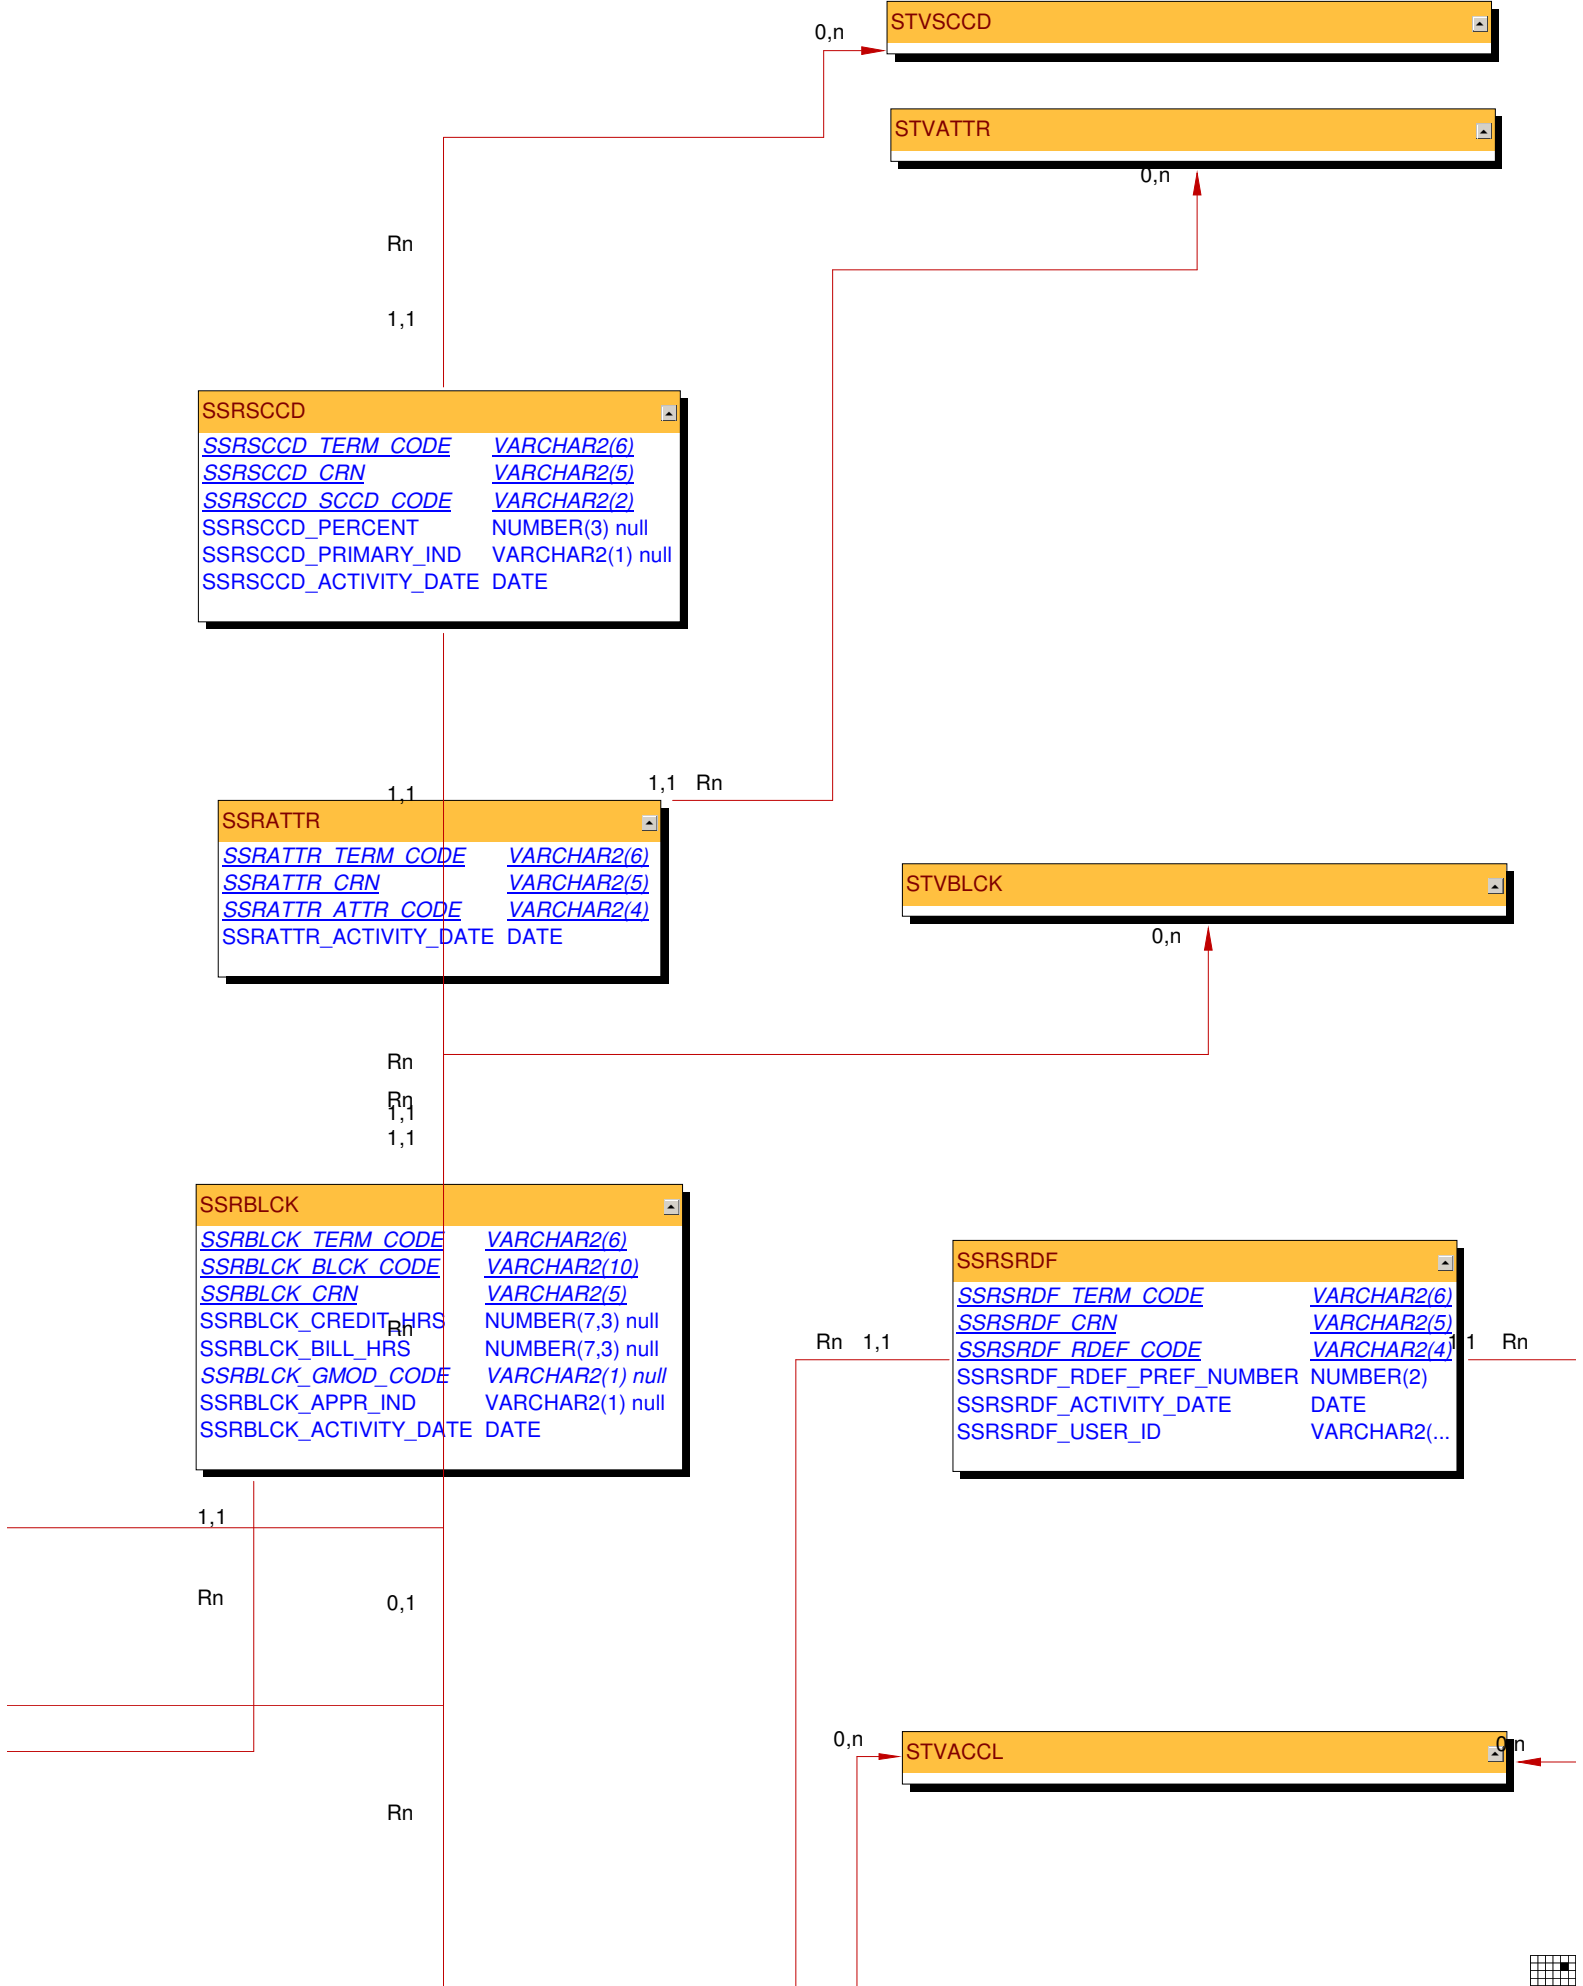 STVSCCD
0,n
STVATTR
0,n
Rn
1,1
SSRSCCD
SSRSCCD_TERM_CODE VARCHAR2(6)
SSRSCCD_CRN VARCHAR2(5)
SSRSCCD_SCCD_CODE VARCHAR2(2)
SSRSCCD_PERCENT NUMBER(3) null
SSRSCCD_PRIMARY_IND VARCHAR2(1) null
SSRSCCD_ACTIVITY_DATE DATE
1,1 Rn
1,1
SSRATTR
SSRATTR_TERM_CODE VARCHAR2(6)
SSRATTR_CRN VARCHAR2(5)
SSRATTR_ATTR_CODE VARCHAR2(4)
SSRATTR_ACTIVITY_DATE DATE
STVBLCK
0,n
Rn
Rn
1,1
1,1
SSRBLCK
SSRBLCK_TERM_CODE VARCHAR2(6)
SSRBLCK_BLCK_CODE VARCHAR2(10)
SSRBLCK_CRN VARCHAR2(5)
SSRBLCK_CREDIT_HRS NUMBER(7,3) null
Rn
SSRBLCK_BILL_HRS NUMBER(7,3) null
SSRBLCK_GMOD_CODE VARCHAR2(1) null
SSRBLCK_APPR_IND VARCHAR2(1) null
SSRBLCK_ACTIVITY_DATE DATE
SSRSRDF
SSRSRDF_TERM_CODE VARCHAR2(6)
SSRSRDF_CRN VARCHAR2(5)
SSRSRDF_RDEF_CODE VARCHAR2(4)
SSRSRDF_RDEF_PREF_NUMBER NUMBER(2)
SSRSRDF_ACTIVITY_DATE DATE
SSRSRDF_USER_ID VARCHAR2(...
Rn 1,1
1,1 Rn
1,1
Rn
0,1
0,n
STVACCL
0,n
Rn